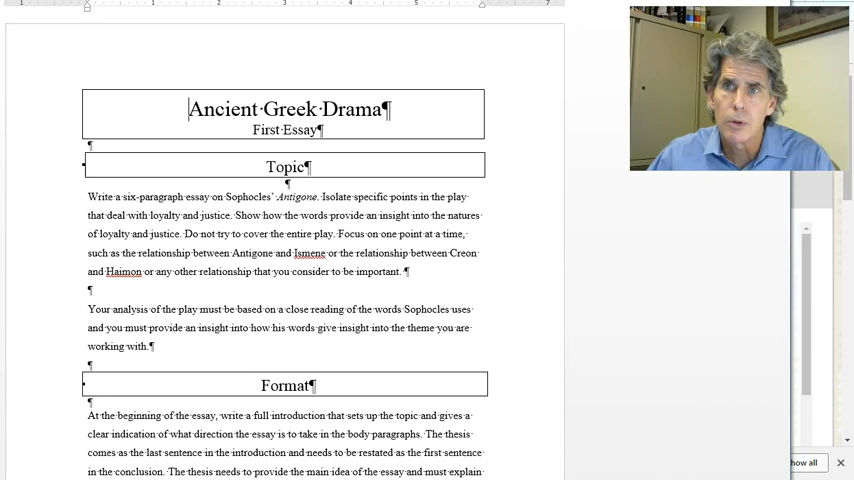 1 1 2 3 4 5 7
Ancient Greek Drama¶
First Essay¶
¶
Topic¶
¶
Write a six-paragraph essay on Sophocles’ Antigone. Isolate specific points in the play
that deal with loyalty and justice. Show how the words provide an insight into the natures
of loyalty and justice. Do not try to cover the entire play. Focus on one point at a time,
such as the relationship between Antigone and Ismene or the relationship between Creon
and Haimon or any other relationship that you consider to be important. ¶
¶
Your analysis of the play must be based on a close reading of the words Sophocles uses
and you must provide an insight into how his words give insight into the theme you are
working with.¶
¶
Format¶
¶
At the beginning of the essay, write a full introduction that sets up the topic and gives a
clear indication of what direction the essay is to take in the body paragraphs. The thesis
comes as the last sentence in the introduction and needs to be restated as the first sentence
in the conclusion. The thesis needs to provide the main idea of the essay and must explain
how all